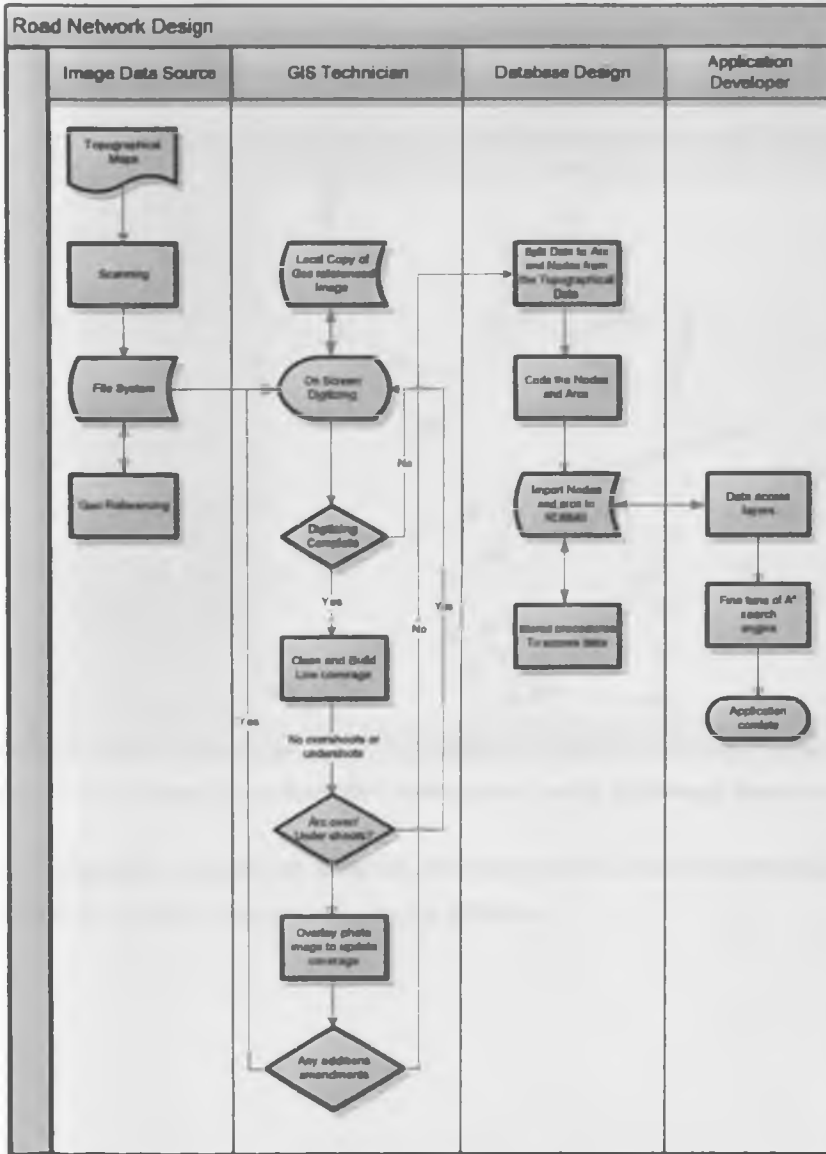 Road Network Design
Image Data Source
GIS Technician
Database Design
Application
Developer
Topographical
Maps
Scanning
File System
Geo Referencing
Local Copy of
Geo referenced
Image
On Screen
Digitizing
No
Digitizing
Complete
Yes
Clean and Build
Line coverage
No overshoots or
undershots
Arc over/
Under shoots?
Yes
Overlay photo
image to update
coverage
Any additions
amendments
Yes
No
Split Data to Arc
and Nodes from
the Topographical
Data
Code the Nodes
and Arcs
Import Nodes
and arcs to
Stored procedures
To access data
Data access
layers
Fine tune of A*
search
engine
Application
comlete